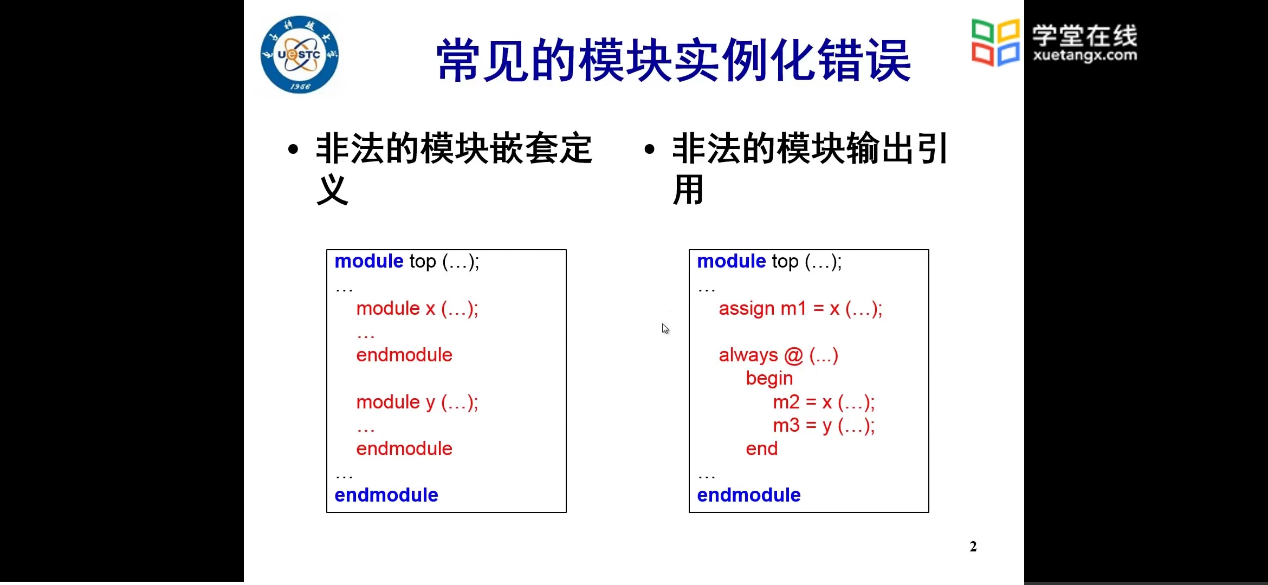 常见的模块实例化错误
学堂在线
xuetangx.com
UESTC
1956
• 非法的模块嵌套定
义
module top (…);
…
module x (…);
…
endmodule
module y (…);
…
endmodule
…
endmodule
• 非法的模块输出引
用
module top (…);
…
assign m1 = x (…);
always @ (...)
begin
m2 = x (…);
m3 = y (…);
end
…
endmodule
2